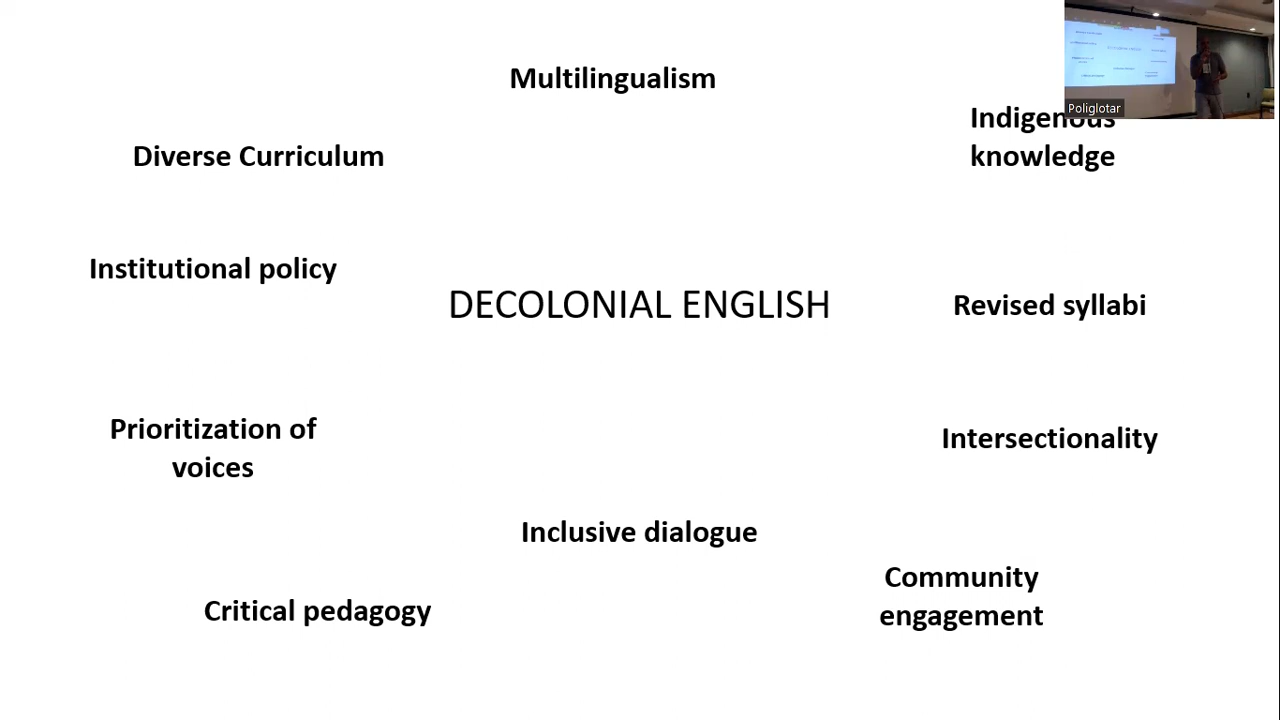 Multilingualism
Poliglotar
Indigenous
knowledge
Diverse Curriculum
Institutional policy
DECOLONIAL ENGLISH
Revised syllabi
Prioritization of
voices
Intersectionality
Inclusive dialogue
Community
engagement
Critical pedagogy